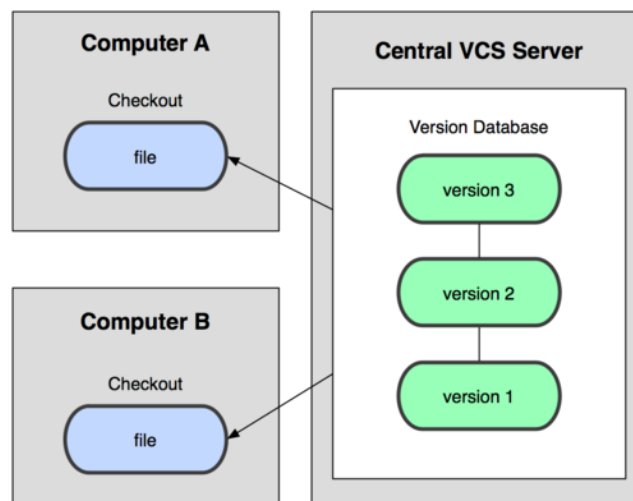 Computer A
Checkout
file
Computer B
Checkout
file
Central VCS Server
Version Database
version 3
version 2
version 1